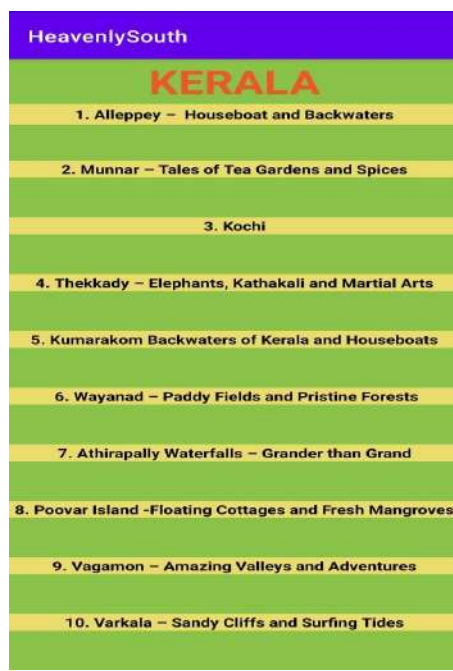 HeavenlySouth
KERALA
1. Alleppey – Houseboat and Backwaters
2. Munnar – Tales of Tea Gardens and Spices
3. Kochi
4. Thekkady – Elephants, Kathakali and Martial Arts
5. Kumarakom Backwaters of Kerala and Houseboats
6. Wayanad – Paddy Fields and Pristine Forests
7. Athirapally Waterfalls – Grander than Grand
8. Poovar Island -Floating Cottages and Fresh Mangroves
9. Vagamon – Amazing Valleys and Adventures
10. Varkala – Sandy Cliffs and Surfing Tides